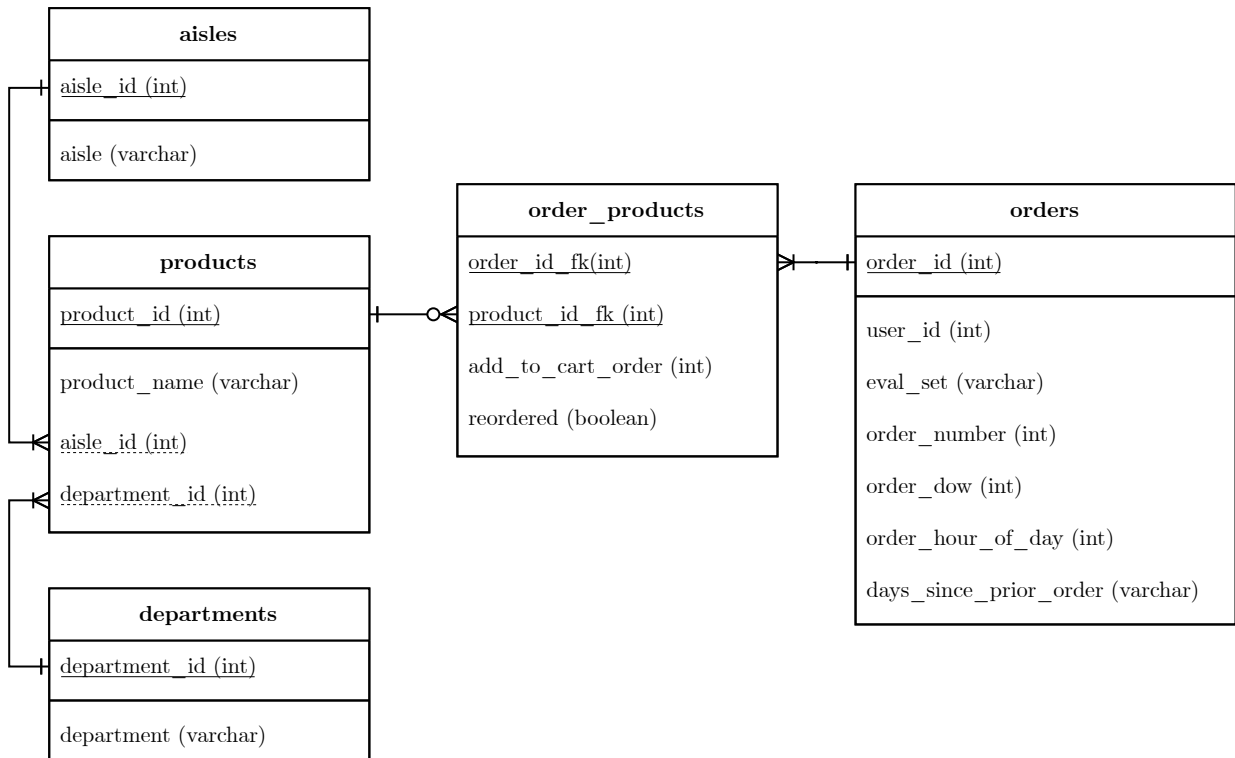 aisles
aisle_id (int)
aisle (varchar)
products
product_id (int)
product_name (varchar)
aisle_id (int)
department_id (int)
departments
department_id (int)
department (varchar)
order_products
order_id_fk(int)
product_id_fk (int)
add_to_cart_order (int)
reordered (boolean)
orders
order_id (int)
user_id (int)
eval_set (varchar)
order_number (int)
order_dow (int)
order_hour_of_day (int)
days_since_prior_order (varchar)